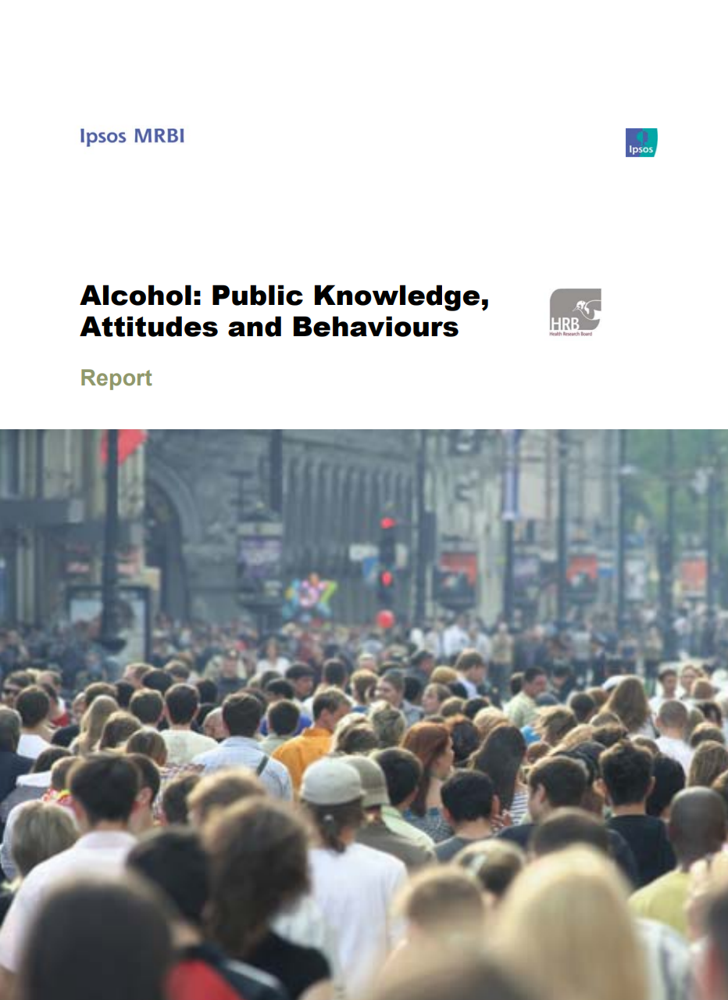 Ipsos MRBI
Ipsos
Alcohol: Public Knowledge,
Attitudes and Behaviours
HRB
Health Research Board
Report